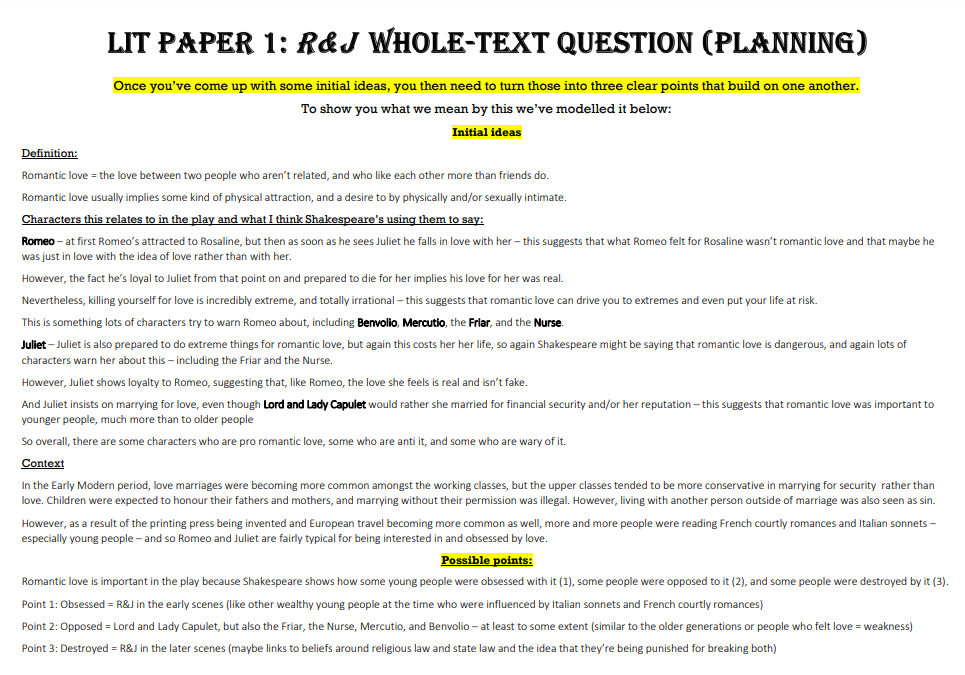 LIT PAPER 1: R&J WHOLE-TEXT QUESTION (PLANNING)
Once you've come up with some initial ideas, you then need to turn those into three clear points that build on one another.
To show you what we mean by this we've modelled it below:
Initial ideas
Definition:
Romantic love = the love between two people who aren't related, and who like each other more than friends do.
Romantic love usually implies some kind of physical attraction, and a desire to by physically and/or sexually intimate.
Characters this relates to in the play and what I think Shakespeare's using them to say:
Romeo – at first Romeo's attracted to Rosaline, but then as soon as he sees Juliet he falls in love with her – this suggests that what Romeo felt for Rosaline wasn't romantic love and that maybe he
was just in love with the idea of love rather than with her.
However, the fact he's loyal to Juliet from that point on and prepared to die for her implies his love for her was real.
Nevertheless, killing yourself for love is incredibly extreme, and totally irrational – this suggests that romantic love can drive you to extremes and even put your life at risk.
This is something lots of characters try to warn Romeo about, including Benvolio, Mercutio, the Friar, and the Nurse.
Juliet – Juliet is also prepared to do extreme things for romantic love, but again this costs her her life, so again Shakespeare might be saying that romantic love is dangerous, and again lots of
characters warn her about this – including the Friar and the Nurse.
However, Juliet shows loyalty to Romeo, suggesting that, like Romeo, the love she feels is real and isn't fake.
And Juliet insists on marrying for love, even though Lord and Lady Capulet would rather she married for financial security and/or her reputation – this suggests that romantic love was important to
younger people, much more than to older people
So overall, there are some characters who are pro romantic love, some who are anti it, and some who are wary of it.
Context
In the Early Modern period, love marriages were becoming more common amongst the working classes, but the upper classes tended to be more conservative in marrying for security rather than
love. Children were expected to honour their fathers and mothers, and marrying without their permission was illegal. However, living with another person outside of marriage was also seen as sin.
However, as a result of the printing press being invented and European travel becoming more common as well, more and more people were reading French courtly romances and Italian sonnets –
especially young people – and so Romeo and Juliet are fairly typical for being interested in and obsessed by love.
Possible points:
Romantic love is important in the play because Shakespeare shows how some young people were obsessed with it (1), some people were opposed to it (2), and some people were destroyed by it (3).
Point 1: Obsessed = R&J in the early scenes (like other wealthy young people at the time who were influenced by Italian sonnets and French courtly romances)
Point 2: Opposed = Lord and Lady Capulet, but also the Friar, the Nurse, Mercutio, and Benvolio – at least to some extent (similar to the older generations or people who felt love = weakness)
Point 3: Destroyed = R&J in the later scenes (maybe links to beliefs around religious law and state law and the idea that they're being punished for breaking both)